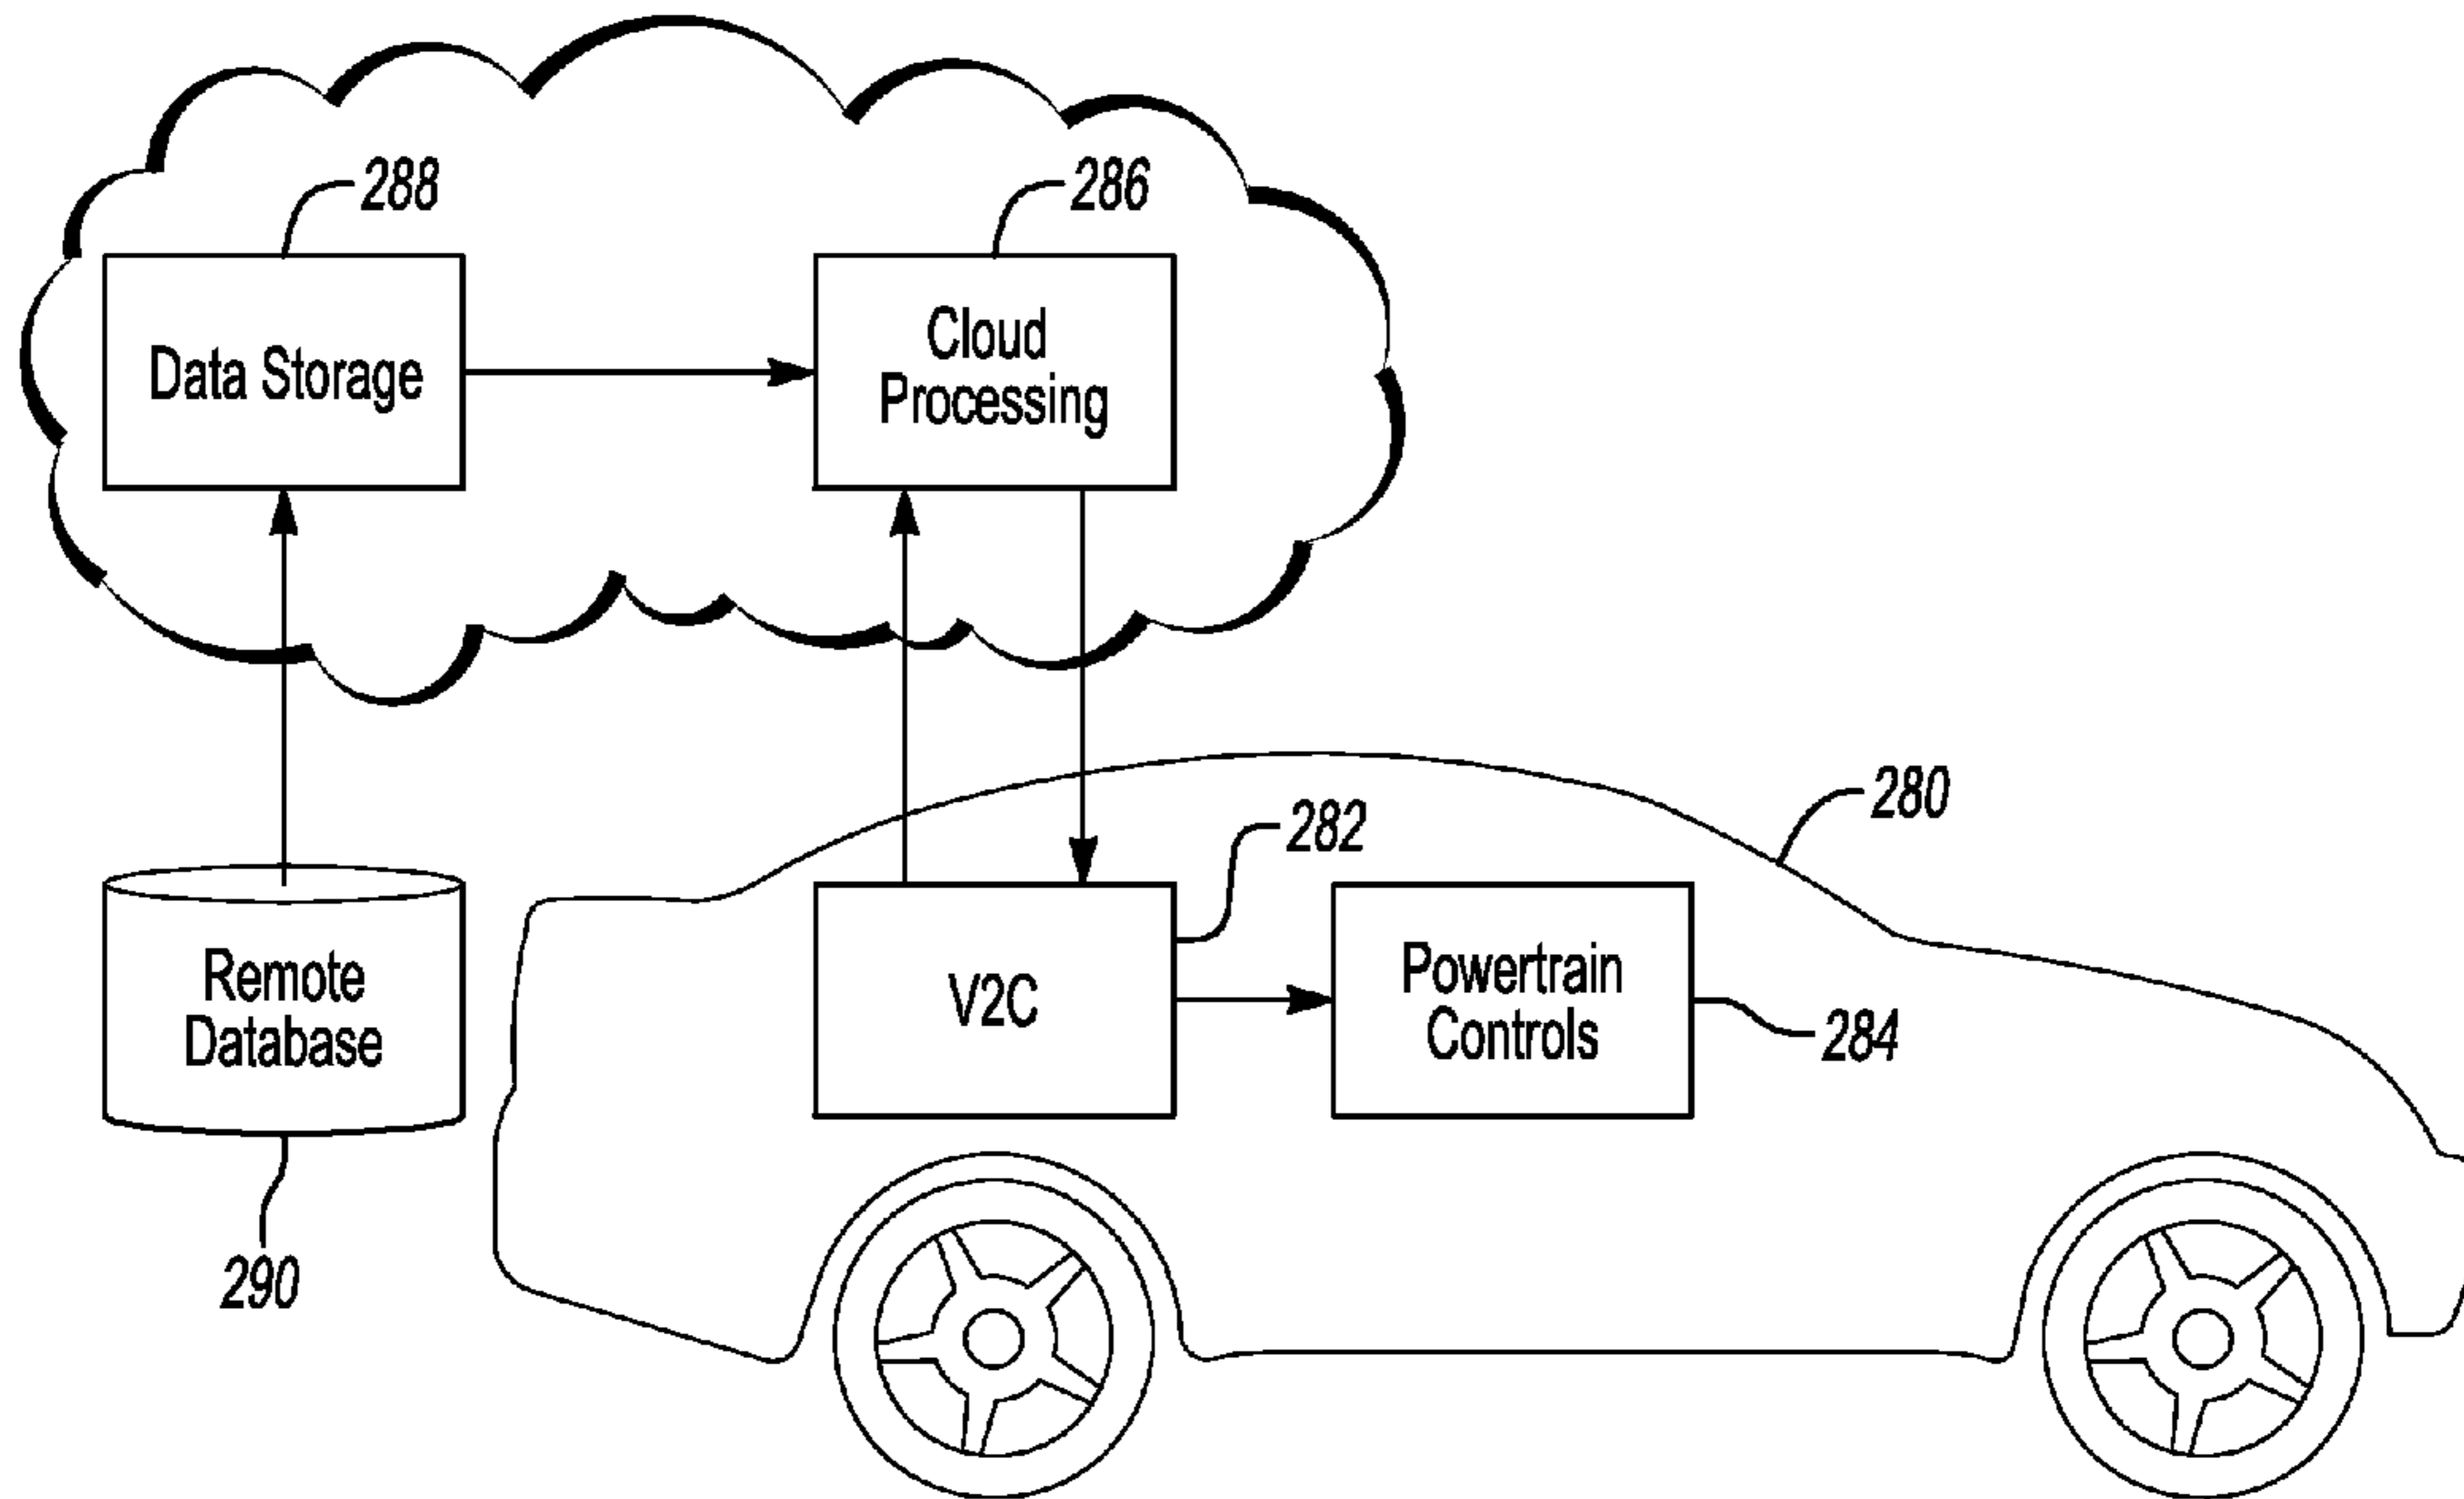 288
286
Data Storage
Cloud
Processing
280
282
Remote
Database
V2C
Powertrain
Controls
284
290